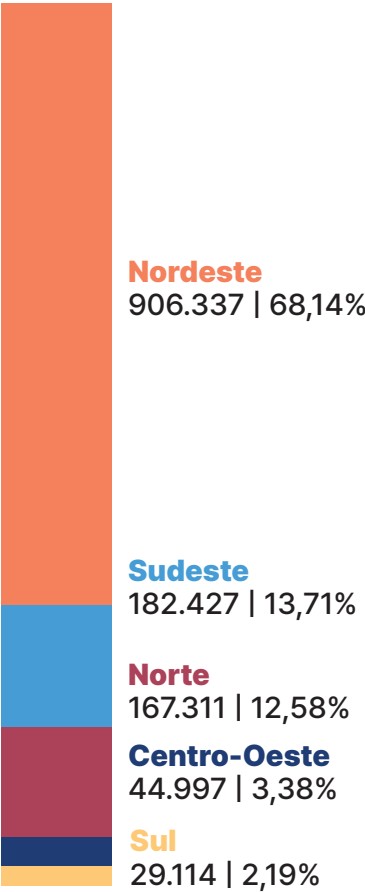 Nordeste
906.337 | 68,14%
Sudeste
182.427 | 13,71%
Norte
167.311 | 12,58%
Centro-Oeste
44.997 | 3,38%
Sul
29.114 | 2,19%